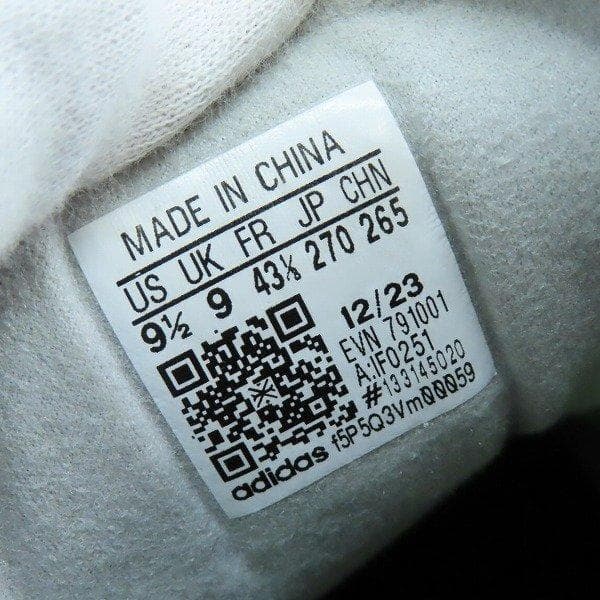 MADE IN CHINA
US UK FR JP CHN
9½ 9 43⅓ 270 265
12/23
EVN 791001
A:IF0251
#133145020
adidas f5P5Q3Vm00059